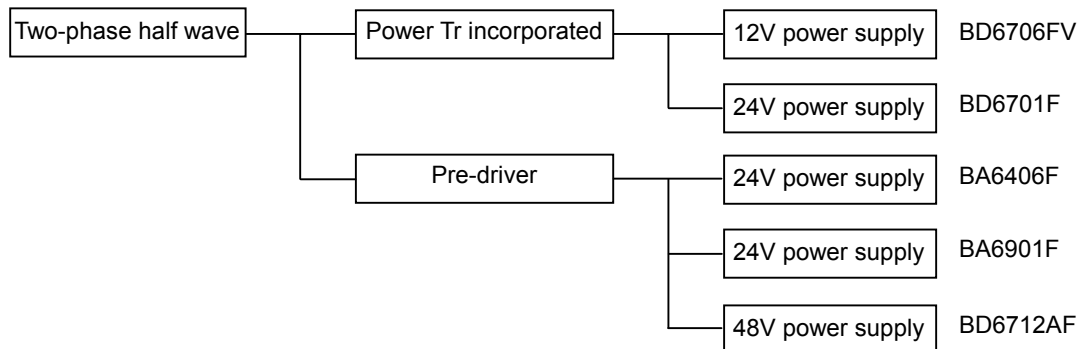 Two-phase half wave
Power Tr incorporated
12V power supply
BD6706FV
24V power supply
BD6701F
Pre-driver
24V power supply
BA6406F
24V power supply
BA6901F
48V power supply
BD6712AF